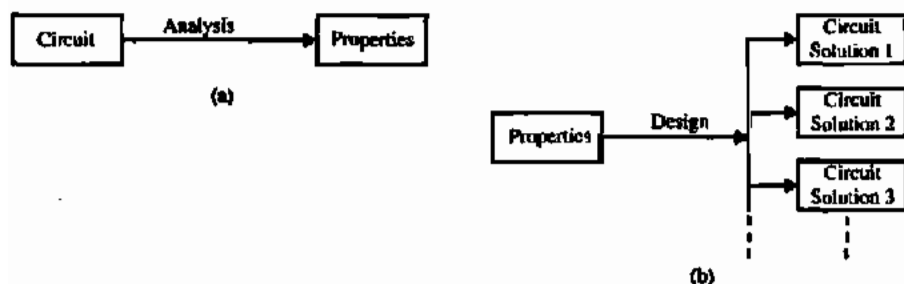 Circuit
Analysis
Properties
(a)
Properties
Design
Circuit
Solution 1
Circuit
Solution 2
Circuit
Solution 3
(b)